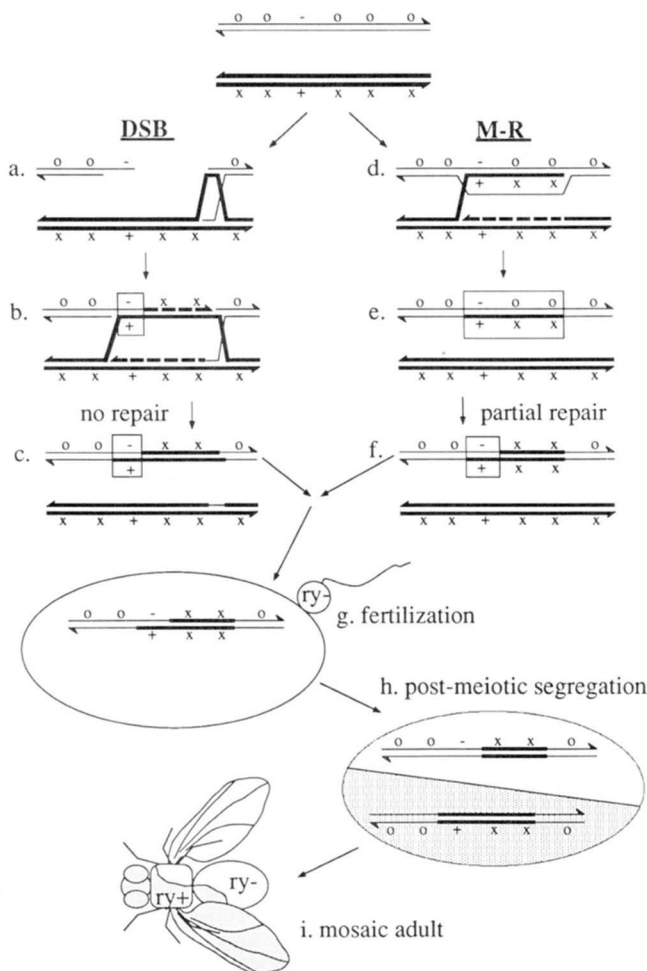 o o - o o o
x x + x x x
DSB
M-R
a.
o o - o
x x + x x x
d.
o o - o o o
+ x x
x x + x x x
b.
o o - x x o
+
x x + x x x
e.
o o - o o o
+ x x
x x + x x x
no repair
partial repair
c.
o o - x x o
+
x x + x x x
f.
o o - x x o
+ x x
x x + x x x
ry-
g. fertilization
o o - x x o
+ x x
h. post-meiotic segregation
o o - x x o
o o + x x o
ry+
ry-
i. mosaic adult